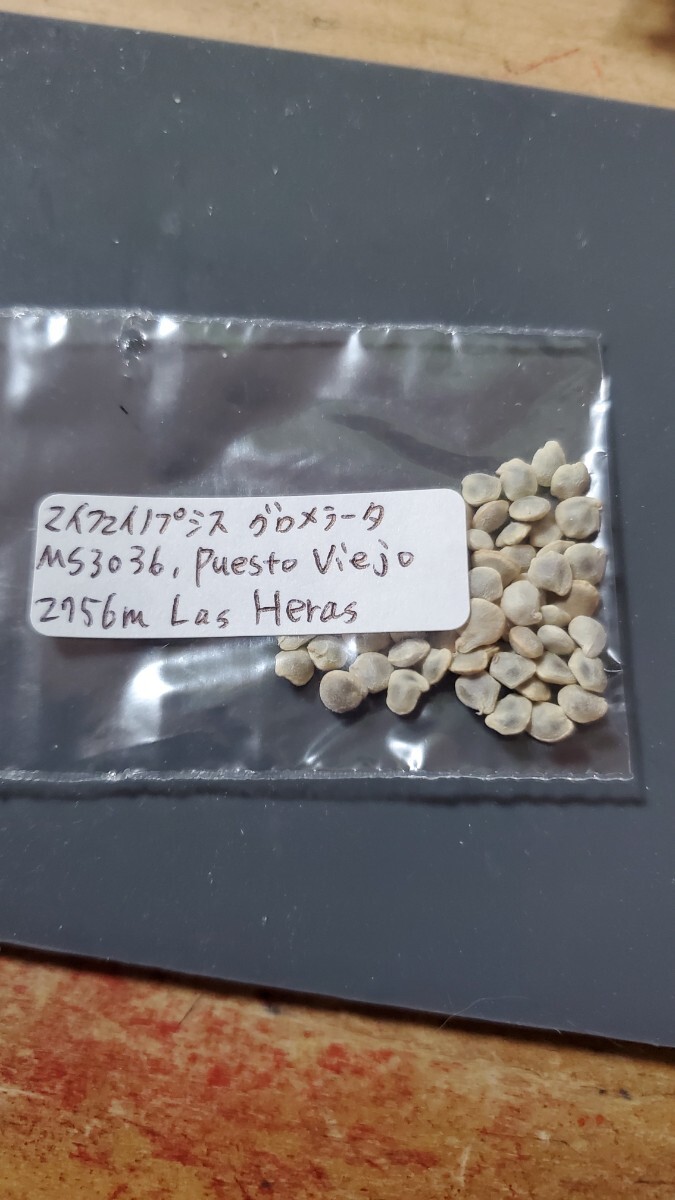 マイフエイノプシス グロメラータ
MS3036, Puesto Viejo
2756m Las Heras